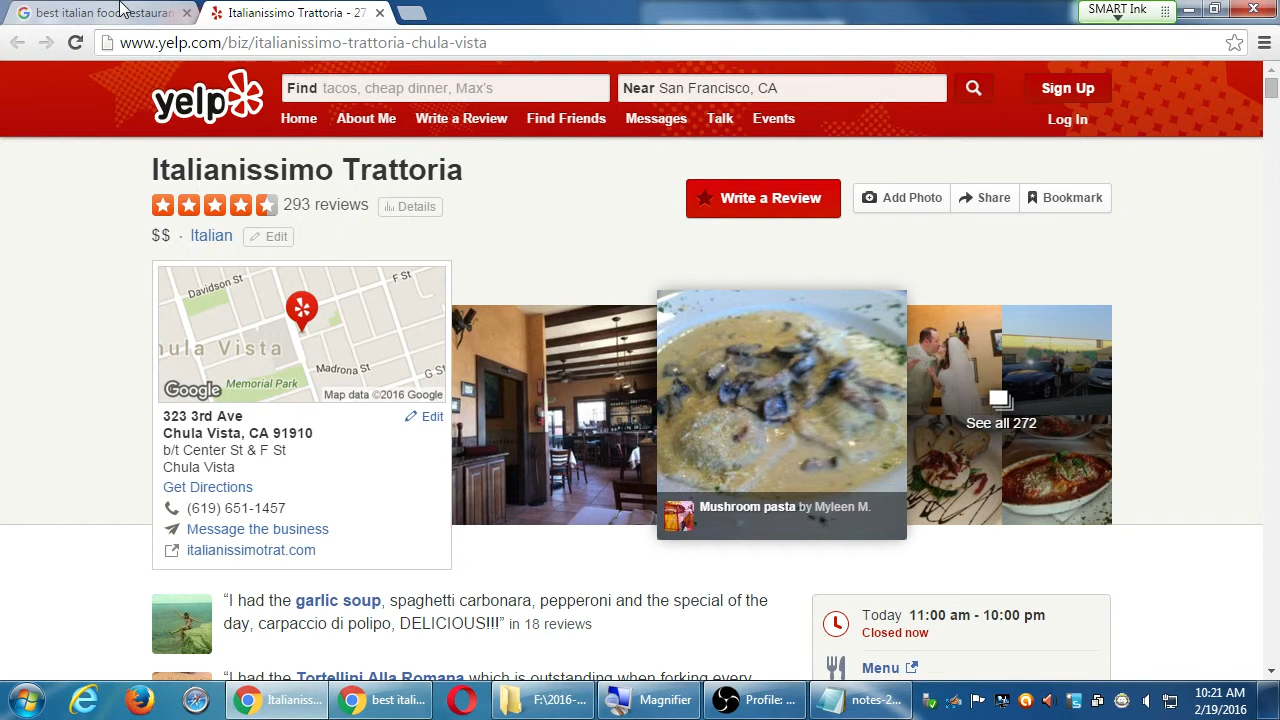 best italian food restauran
Italianissimo Trattoria - 27
SMART Ink
www.yelp.com/biz/italianissimo-trattoria-chula-vista
yelp
Find tacos, cheap dinner, Max's
Near San Francisco, CA
Sign Up
Home
About Me
Write a Review
Find Friends
Messages
Talk
Events
Log In
Italianissimo Trattoria
293 reviews
Details
Write a Review
Add Photo
Share
Bookmark
$$ · Italian
Edit
Davidson St
F St
hula Vista
Madrona St
G S
Memorial Park
Google
Map data ©2016 Google
323 3rd Ave
Edit
Chula Vista, CA 91910
b/t Center St & F St
Chula Vista
Get Directions
(619) 651-1457
Message the business
italianissimotrat.com
See all 272
Mushroom pasta by Myleen M.
“I had the garlic soup, spaghetti carbonara, pepperoni and the special of the
day, carpaccio di polipo, DELICIOUS!!!” in 18 reviews
“I had the Tortellini Alla Romana which is outstanding when forking every
Today 11:00 am - 10:00 pm
Closed now
Menu
Italianiss...
best itali...
F:\2016-...
Magnifier
Profile: ...
notes-2...
10:21 AM
2/19/2016